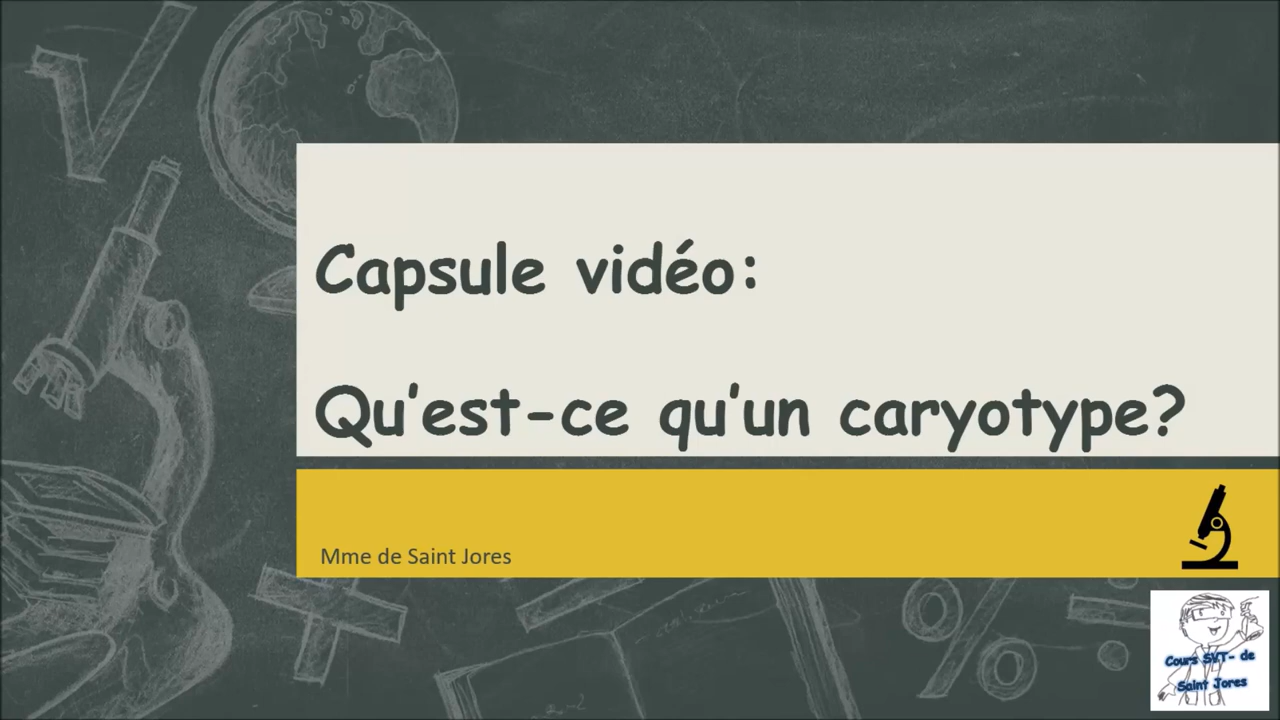 Capsule vidéo:
Qu'est-ce qu'un caryotype?
Mme de Saint Jores
Cours SVT- de
Saint Jores